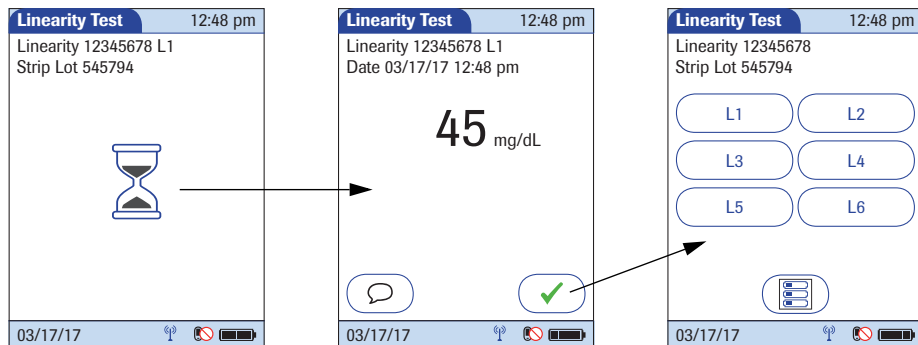 Linearity Test 12:48 pm
Linearity 12345678 L1
Strip Lot 545794
03/17/17
Linearity Test 12:48 pm
Linearity 12345678 L1
Date 03/17/17 12:48 pm
45 mg/dL
03/17/17
Linearity Test 12:48 pm
Linearity 12345678
Strip Lot 545794
L1 L2
L3 L4
L5 L6
03/17/17